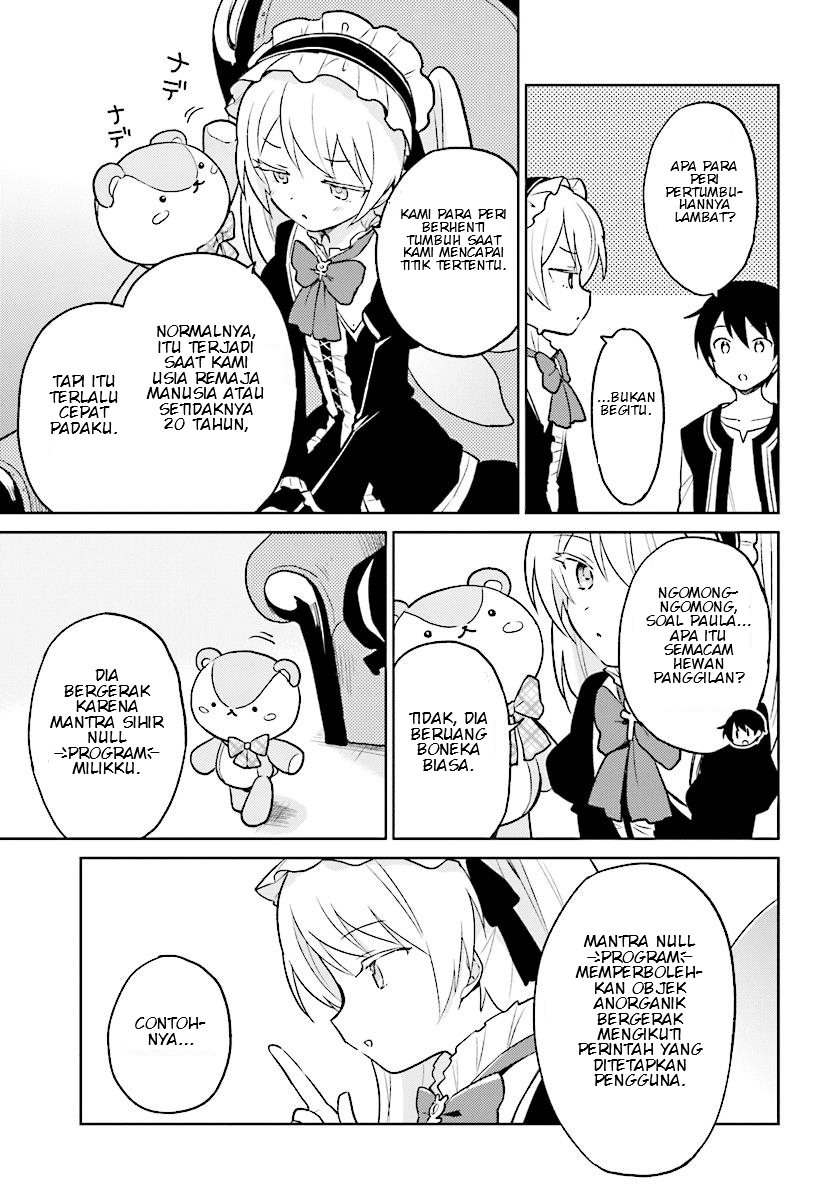 APA PARA
PERI
PERTUMBU-
HANNYA
LAMBAT?
...BUKAN
BEGITU.
KAMI PARA PERI
BERHENTI
TUMBUH SAAT
KAMI MENCAPAI
TITIK TERTENTU.
ナデ
ナデ
NORMALNYA,
ITU TERJADI
SAAT KAMI
USIA REMAJA
MANUSIA ATAU
SETIDAKNYA
20 TAHUN,
TAPI ITU
TERLALU
CEPAT
PADAKU.
NGOMONG-
NGOMONG,
SOAL PAULA...
APA ITU
SEMACAM
HEWAN
PANGGILAN?
TIDAK, DIA
BERUANG
BONEKA
BIASA.
DIA
BERGERAK
KARENA
MANTRA SIHIR
NULL
→PROGRAM←
MILIKKU.
MANTRA NULL
→PROGRAM←
MEMPERBOLEH-
KAN OBJEK
ANORGANIK
BERGERAK
MENGIKUTI
PERINTAH YANG
DITETAPKAN
PENGGUNA.
CONTOH-
NYA...